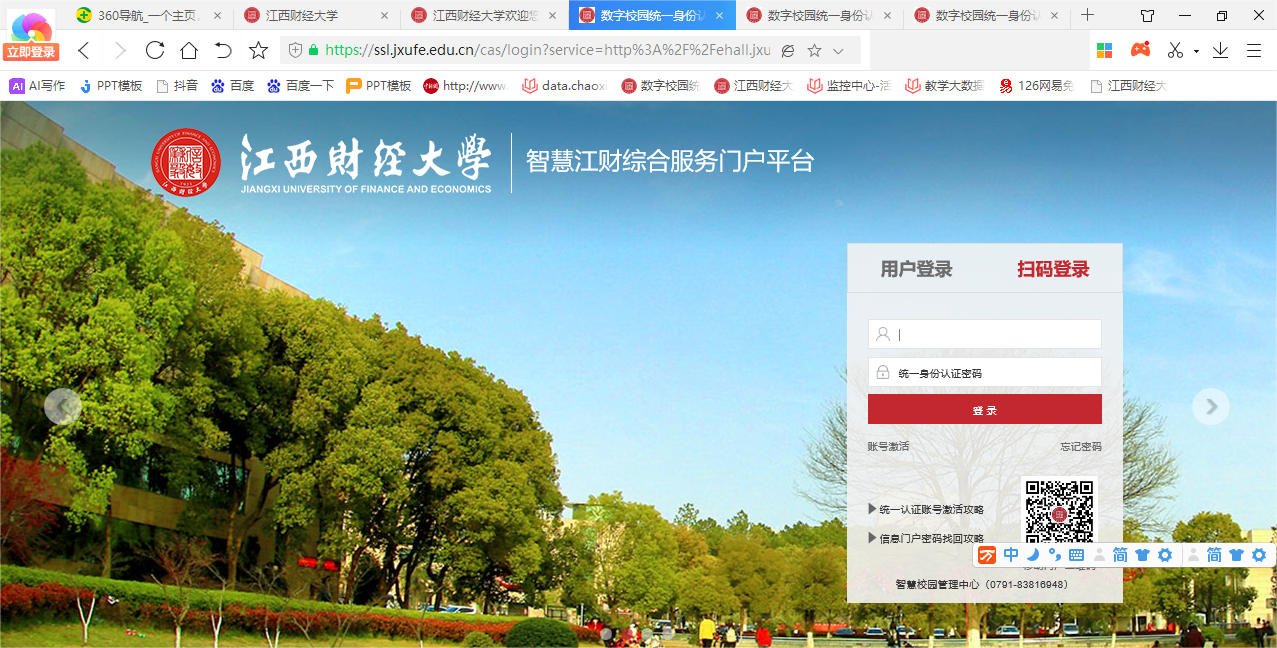 360导航_一个主页
江西财经大学
江西财经大学欢迎您
数字校园统一身份认
数字校园统一身份认
数字校园统一身份认
立即登录
https://ssl.jxufe.edu.cn/cas/login?service=http%3A%2F%2Fehall.jxu
AI写作
PPT模板
抖音
百度
百度一下
PPT模板
http://www.
data.chaoxi
数字校园统
江西财经大
监控中心-活
教学大数据
126网易免
江西财经大
江西财经大学
JIANGXI UNIVERSITY OF FINANCE AND ECONOMICS
智慧江财综合服务门户平台
用户登录
扫码登录
统一身份认证密码
登 录
账号激活
忘记密码
统一认证账号激活攻略
信息门户密码找回攻略
中
简
简
智慧校园管理中心（0791-83816948）